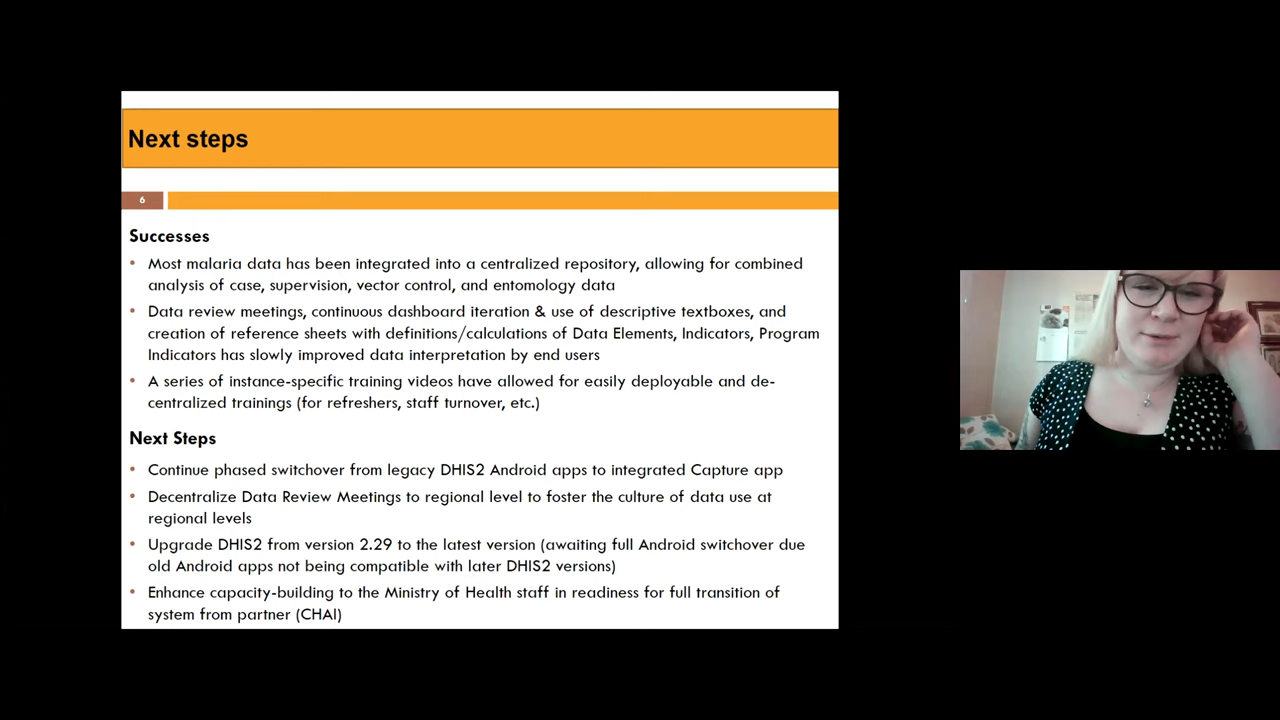 Next steps
6
Successes
• Most malaria data has been integrated into a centralized repository, allowing for combined
analysis of case, supervision, vector control, and entomology data
• Data review meetings, continuous dashboard iteration & use of descriptive textboxes, and
creation of reference sheets with definitions/calculations of Data Elements, Indicators, Program
Indicators has slowly improved data interpretation by end users
• A series of instance-specific training videos have allowed for easily deployable and de-
centralized trainings (for refreshers, staff turnover, etc.)
Next Steps
• Continue phased switchover from legacy DHIS2 Android apps to integrated Capture app
• Decentralize Data Review Meetings to regional level to foster the culture of data use at
regional levels
• Upgrade DHIS2 from version 2.29 to the latest version (awaiting full Android switchover due
old Android apps not being compatible with later DHIS2 versions)
• Enhance capacity-building to the Ministry of Health staff in readiness for full transition of
system from partner (CHAI)